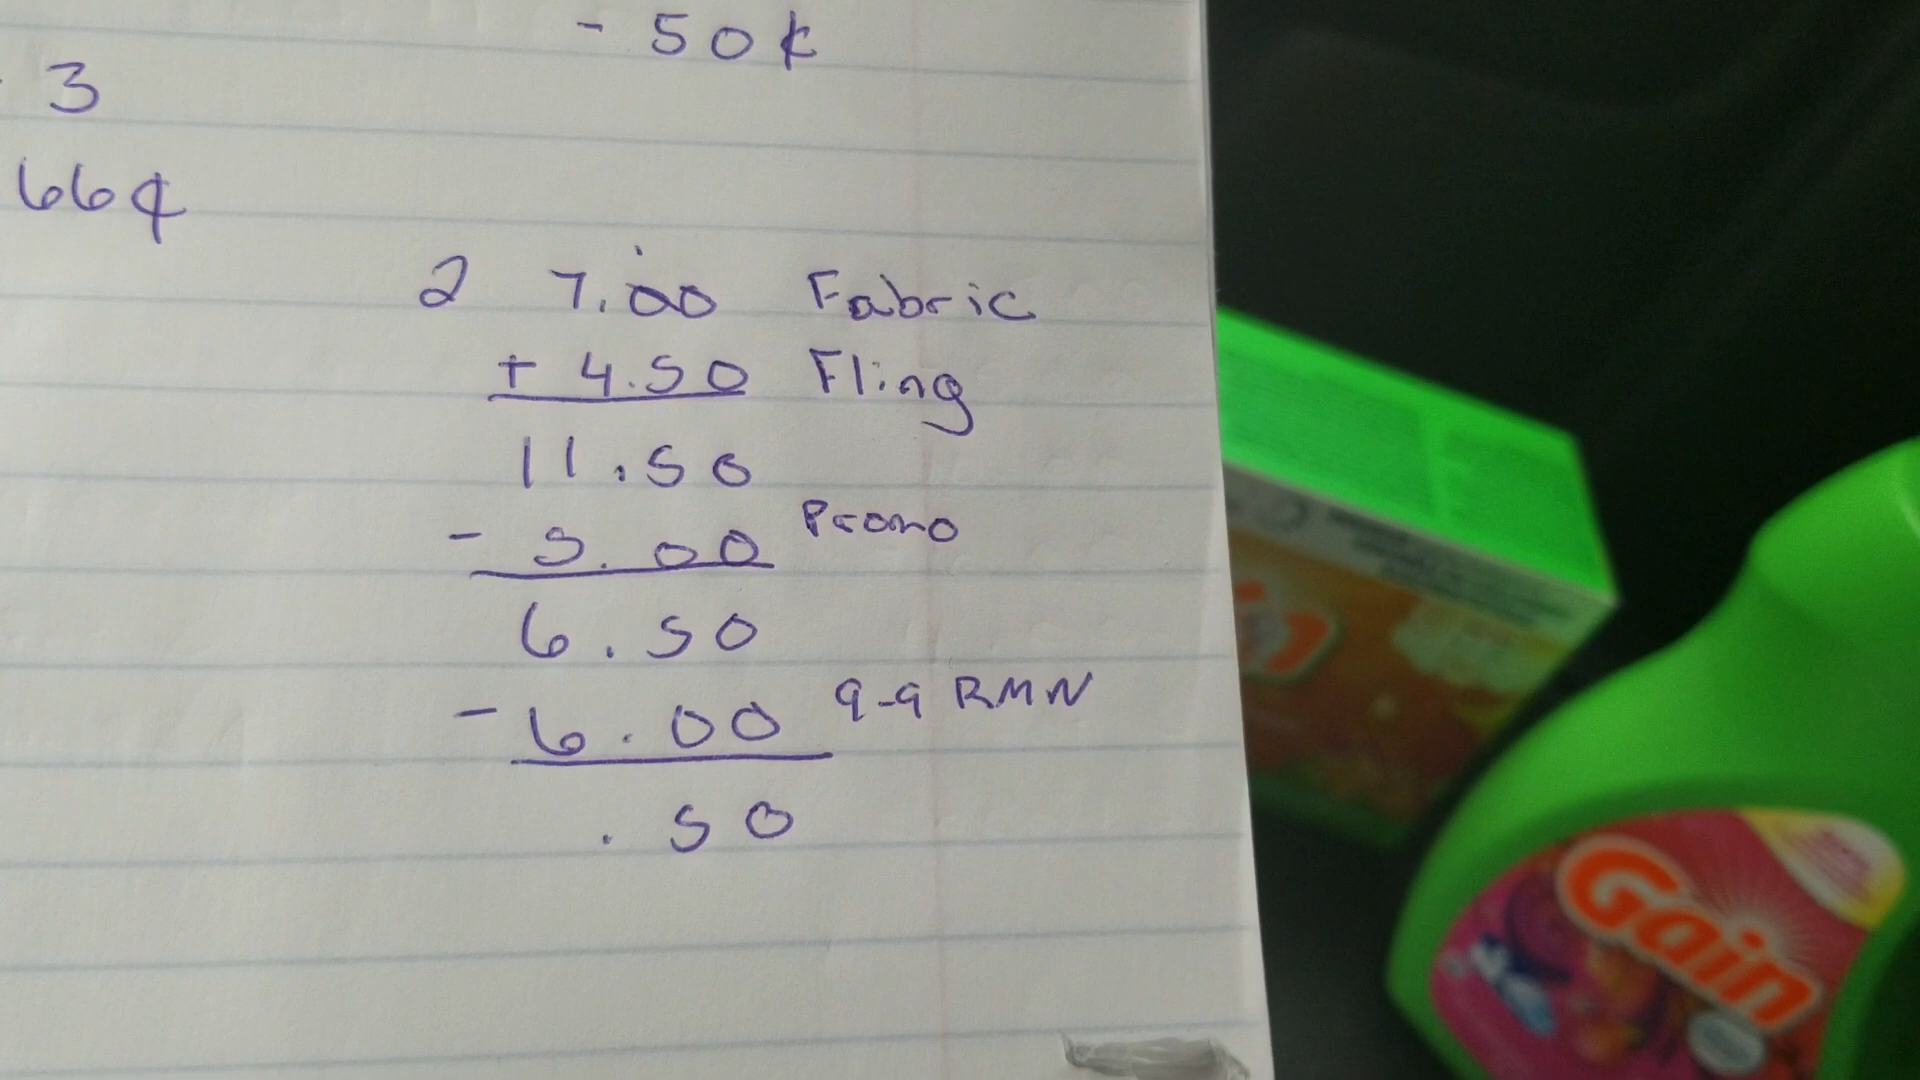 - 50¢
3
66¢
2 7.00 Fabric
+ 4.50 Fling
11.50
- 5.00 Promo
6.50
- 6.00 9-9 RMN
.50
Gain